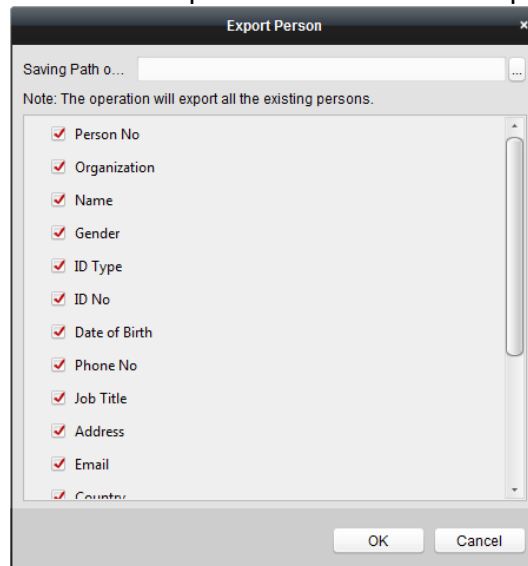 Export Person
×
Saving Path o... ...
Note: The operation will export all the existing persons.
Person No
Organization
Name
Gender
ID Type
ID No
Date of Birth
Phone No
Job Title
Address
Email
Country
OK Cancel